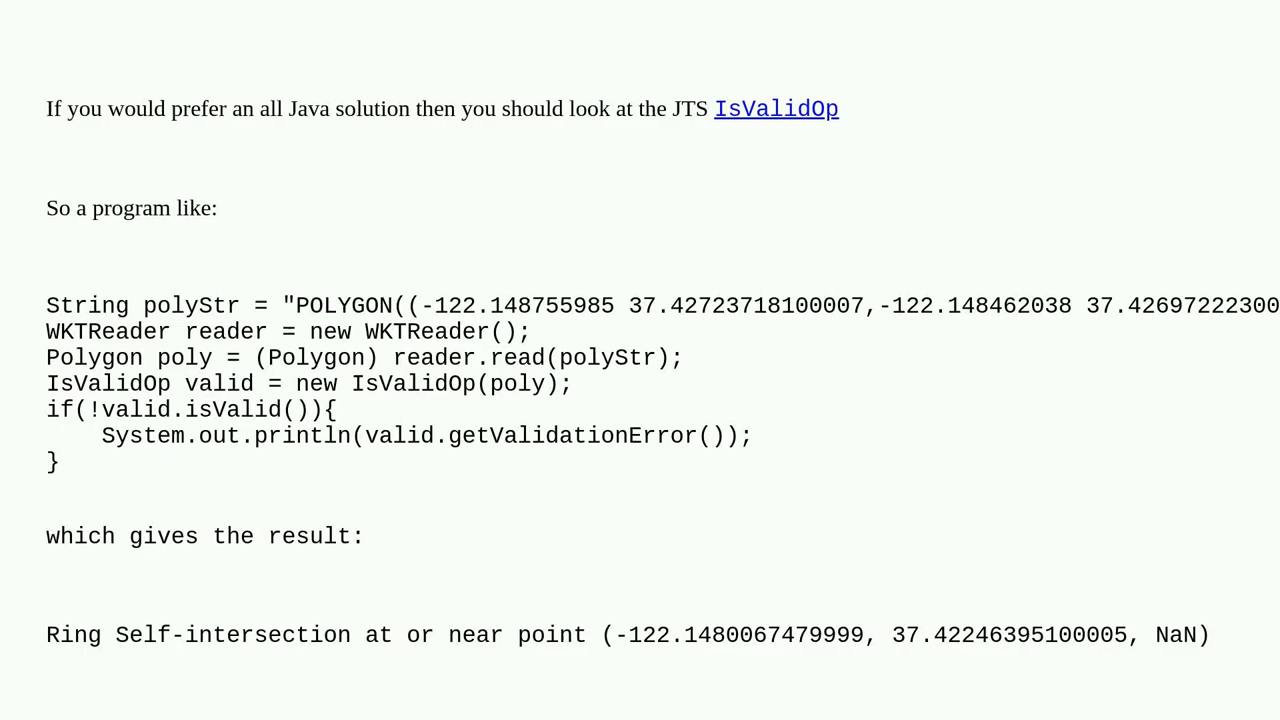 If you would prefer an all Java solution then you should look at the JTS IsValidOp
So a program like:
String polyStr = "POLYGON((-122.148755985 37.42723718100007,-122.148462038 37.42697222300
WKTReader reader = new WKTReader();
Polygon poly = (Polygon) reader.read(polyStr);
IsValidOp valid = new IsValidOp(poly);
if(!valid.isValid()){
    System.out.println(valid.getValidationError());
}
which gives the result:
Ring Self-intersection at or near point (-122.1480067479999, 37.42246395100005, NaN)